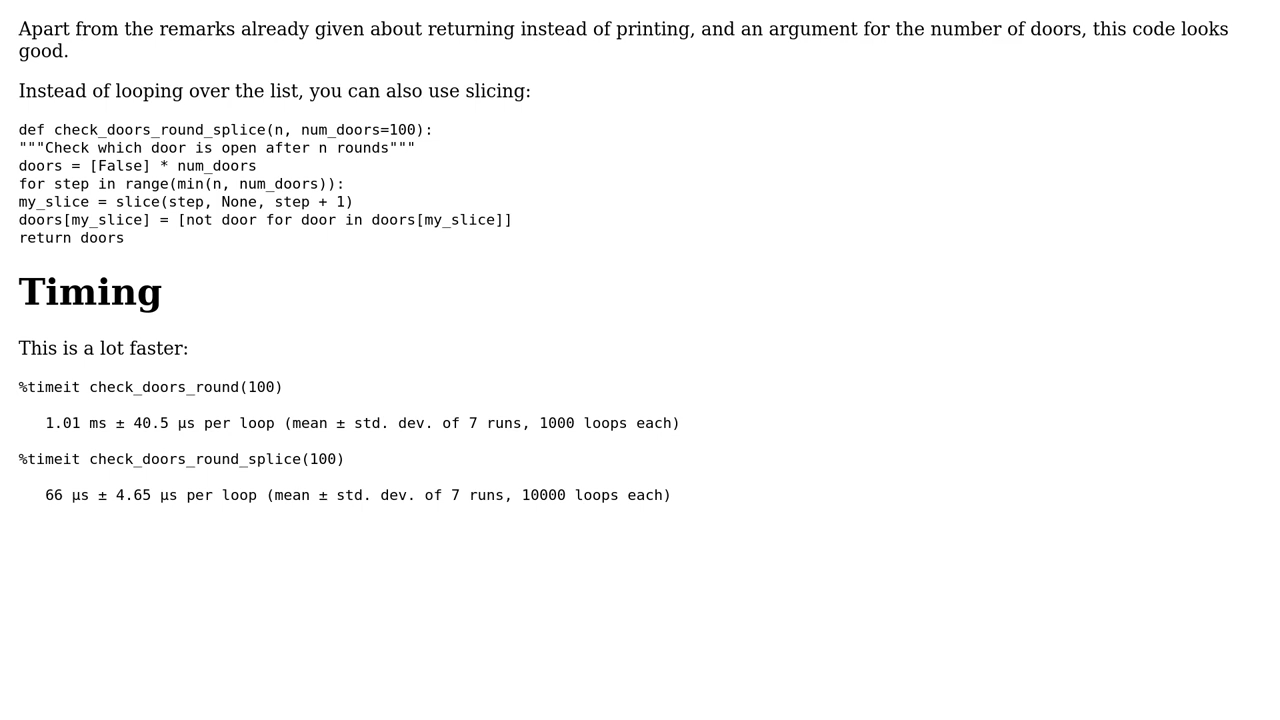 Apart from the remarks already given about returning instead of printing, and an argument for the number of doors, this code looks
good.
Instead of looping over the list, you can also use slicing:
def check_doors_round_splice(n, num_doors=100):
"""Check which door is open after n rounds"""
doors = [False] * num_doors
for step in range(min(n, num_doors)):
my_slice = slice(step, None, step + 1)
doors[my_slice] = [not door for door in doors[my_slice]]
return doors
Timing
This is a lot faster:
%timeit check_doors_round(100)
1.01 ms ± 40.5 µs per loop (mean ± std. dev. of 7 runs, 1000 loops each)
%timeit check_doors_round_splice(100)
66 µs ± 4.65 µs per loop (mean ± std. dev. of 7 runs, 10000 loops each)